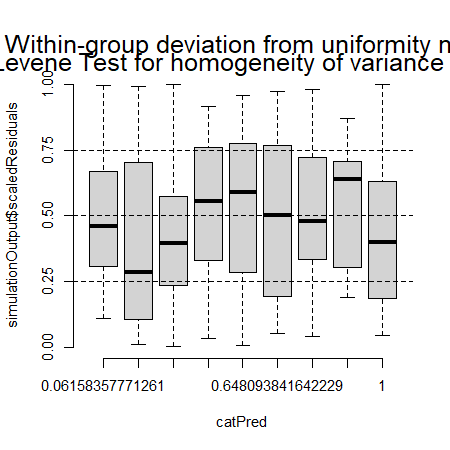 Within-group deviation from uniformity n
Levene Test for homogeneity of variance
simulationOutput$scaledResiduals
1.00
0.75
0.50
0.25
0.00
0.06158357771261 0.648093841642229 1
catPred